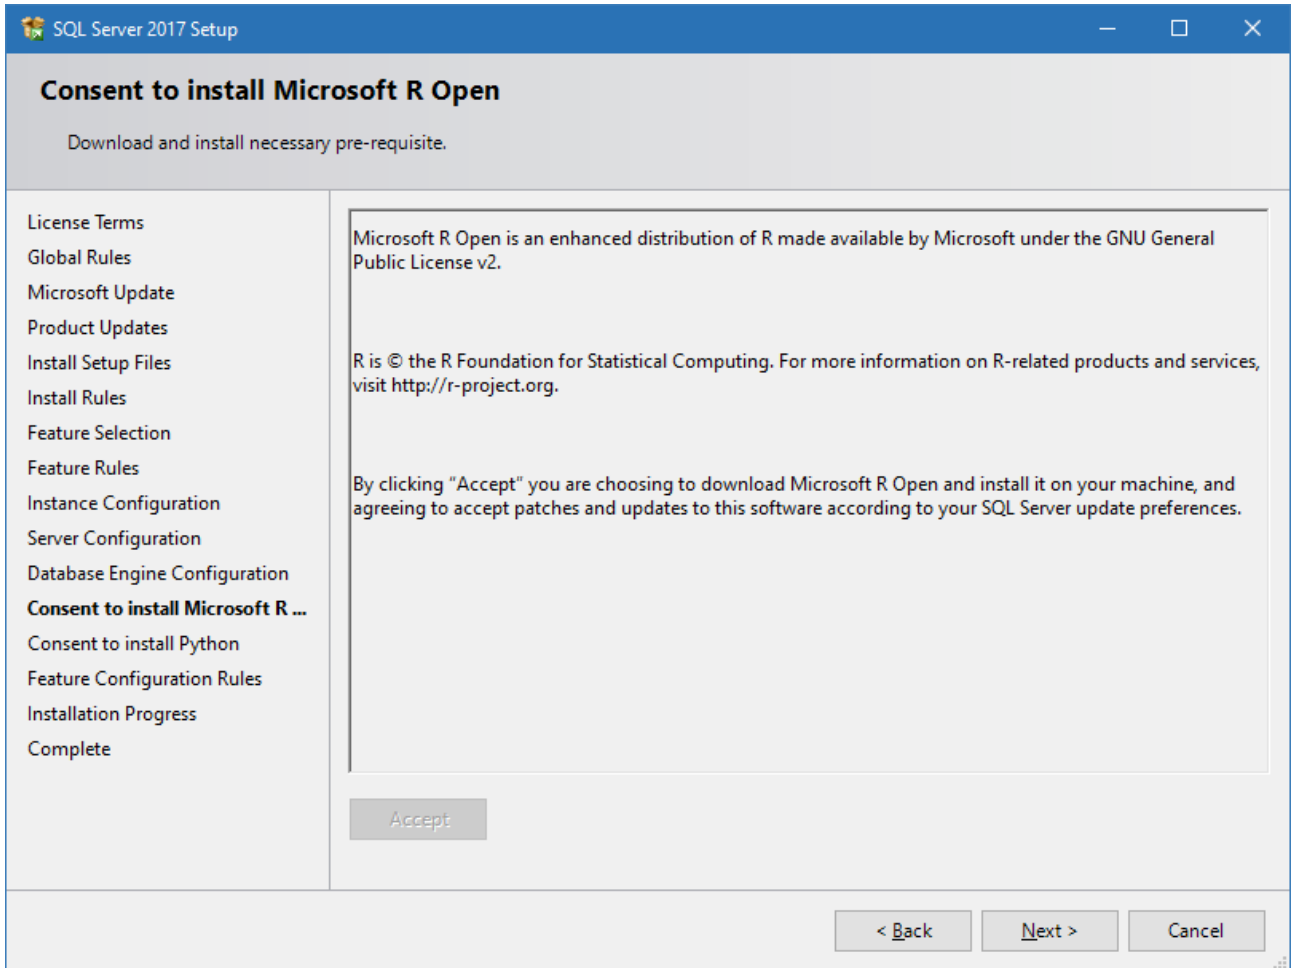 SQL Server 2017 Setup
Consent to install Microsoft R Open
Download and install necessary pre-requisite.
License Terms
Global Rules
Microsoft Update
Product Updates
Install Setup Files
Install Rules
Feature Selection
Feature Rules
Instance Configuration
Server Configuration
Database Engine Configuration
Consent to install Microsoft R ...
Consent to install Python
Feature Configuration Rules
Installation Progress
Complete
Microsoft R Open is an enhanced distribution of R made available by Microsoft under the GNU General
Public License v2.
R is © the R Foundation for Statistical Computing. For more information on R-related products and services,
visit http://r-project.org.
By clicking “Accept” you are choosing to download Microsoft R Open and install it on your machine, and
agreeing to accept patches and updates to this software according to your SQL Server update preferences.
Accept
< Back
Next >
Cancel